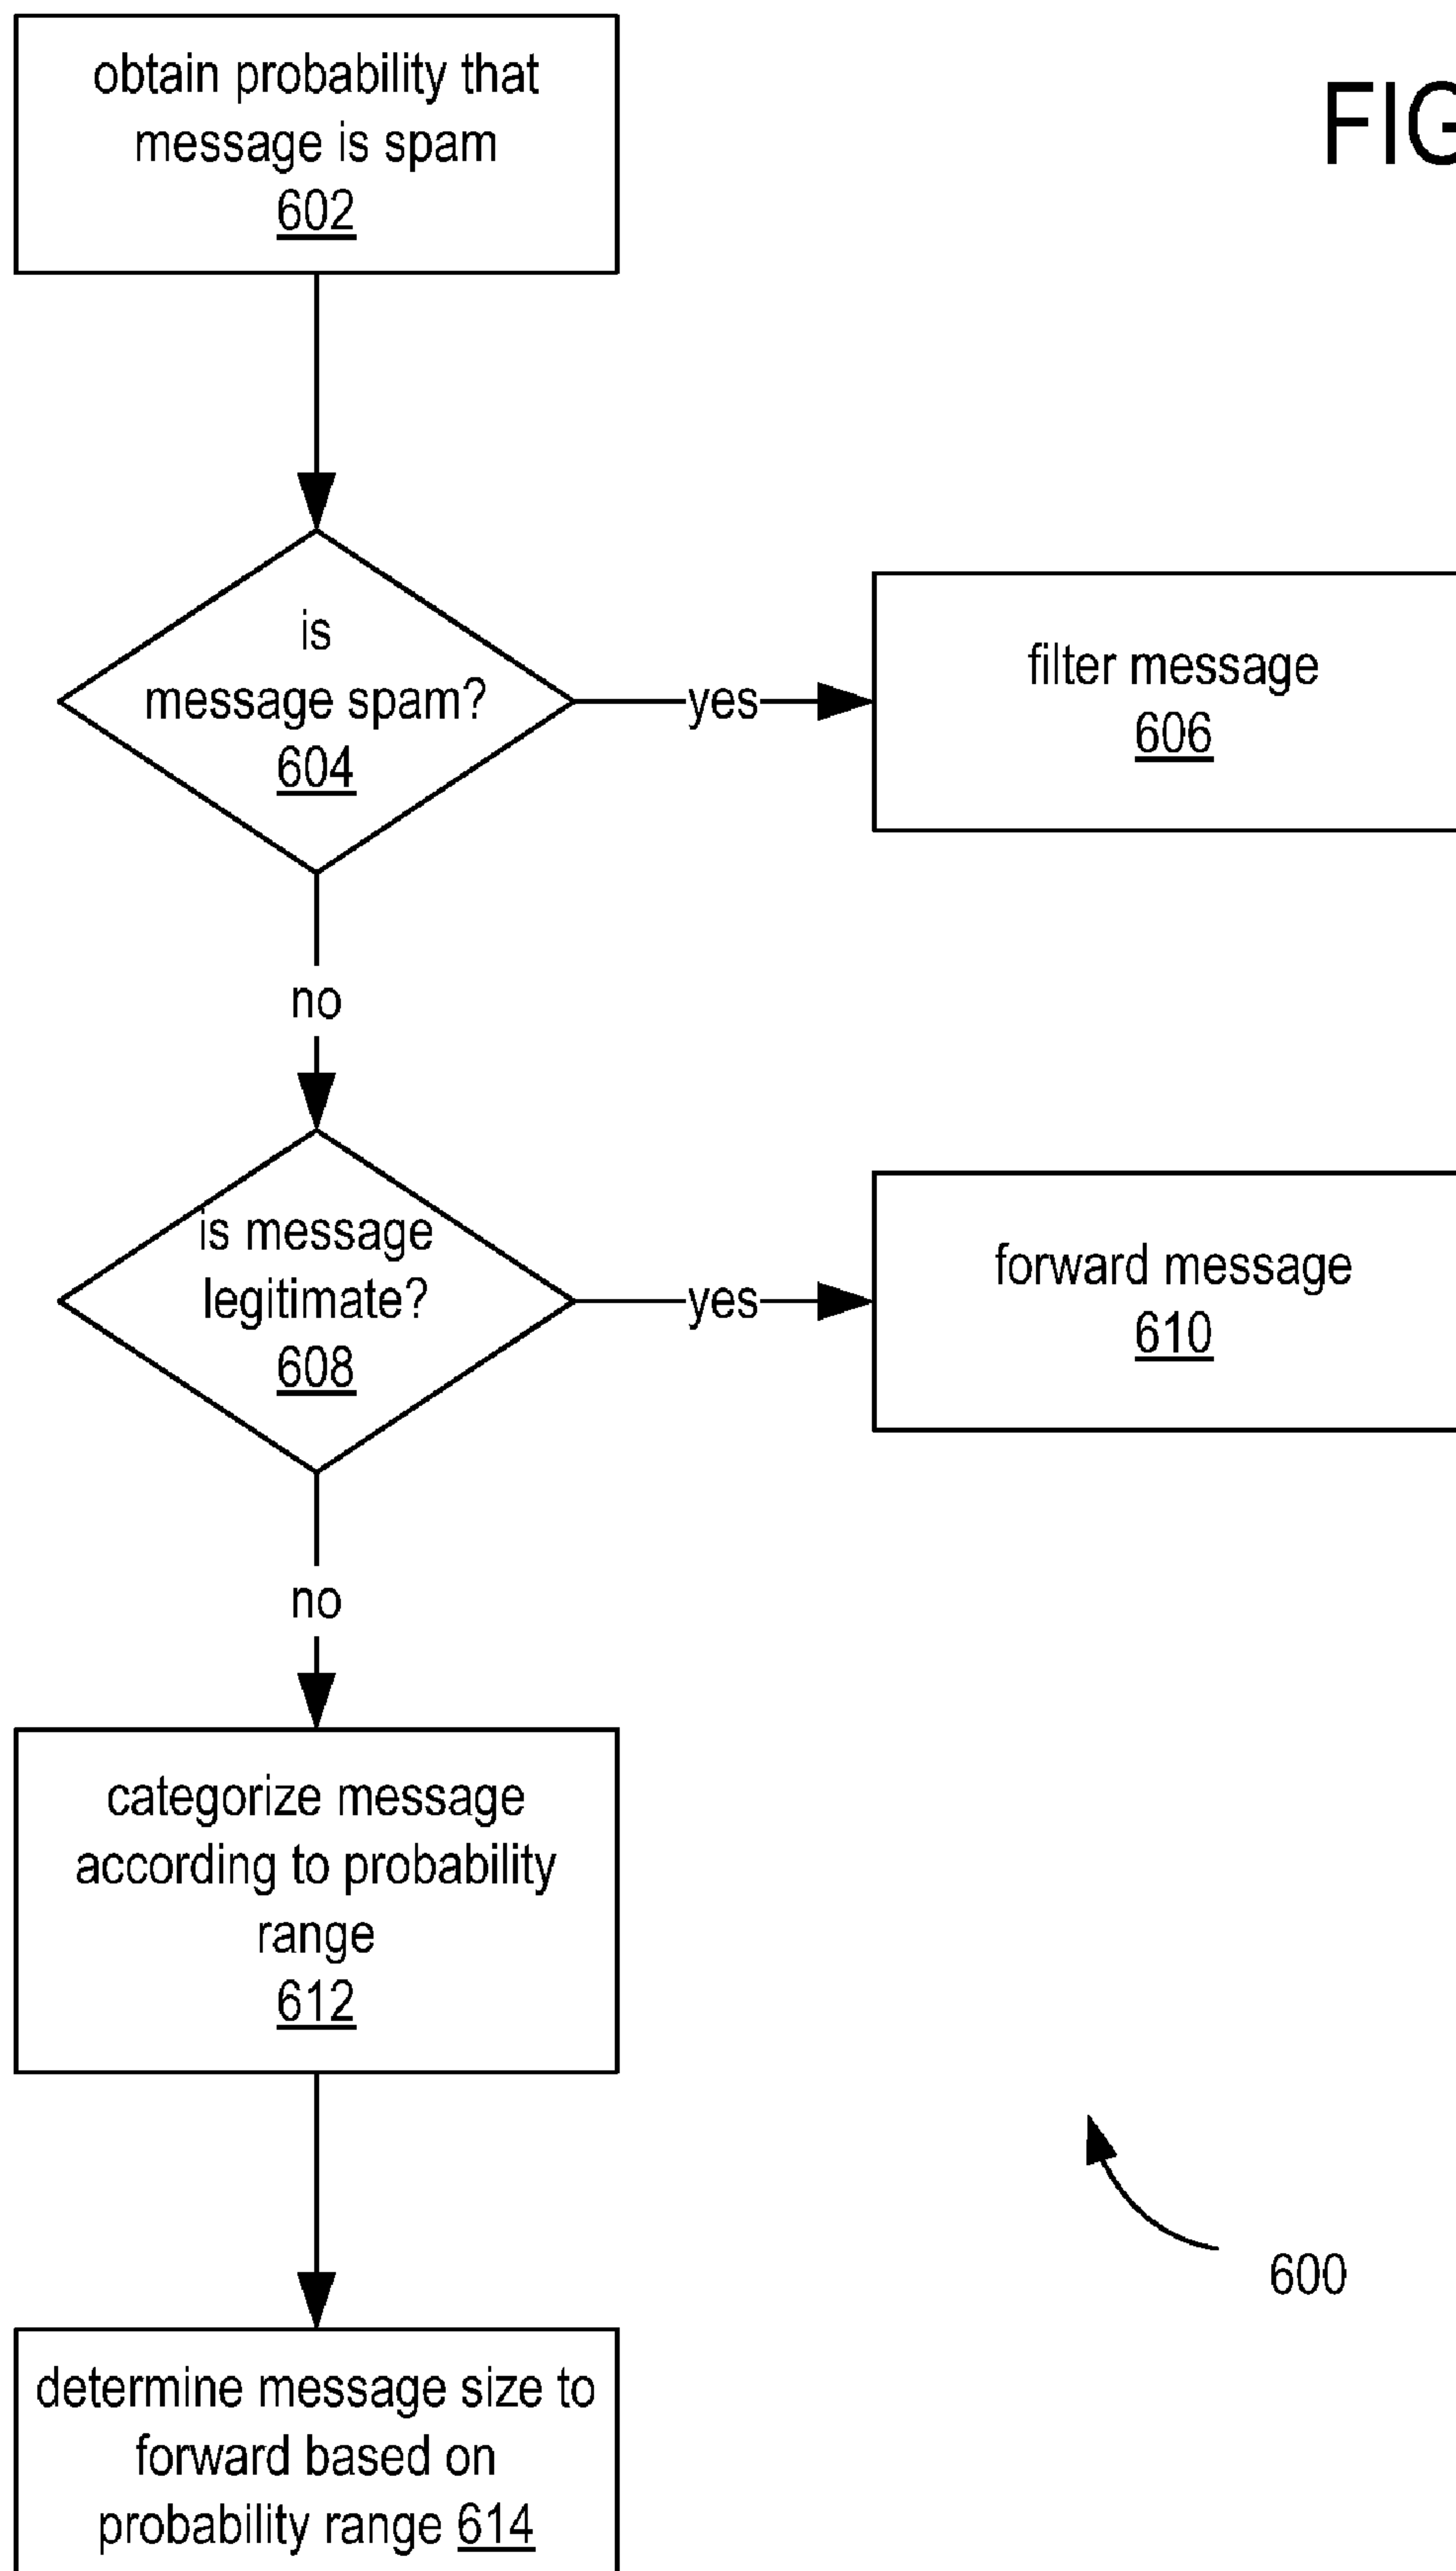 obtain probability that
message is spam
602
FIG
is
message spam?
604
yes
filter message
606
no
is message
legitimate?
608
yes
forward message
610
no
categorize message
according to probability
range
612
600
determine message size to
forward based on
probability range 614